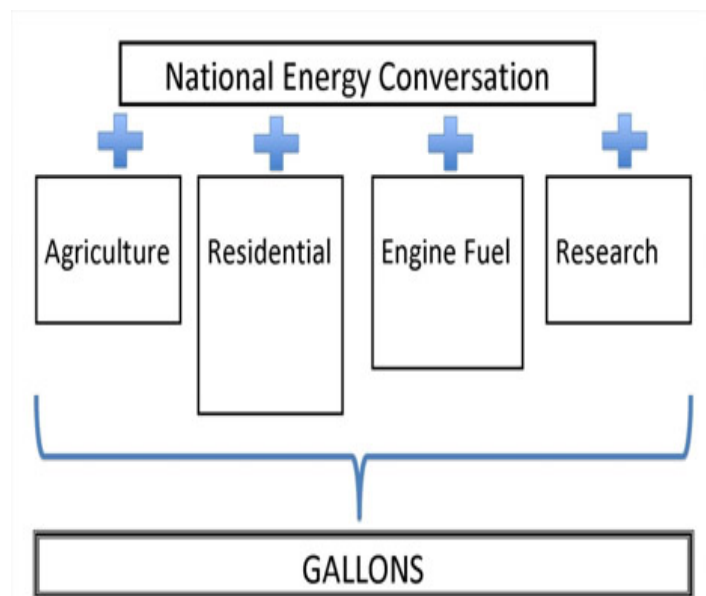 National Energy Conversation
Agriculture Residential Engine Fuel Research
GALLONS